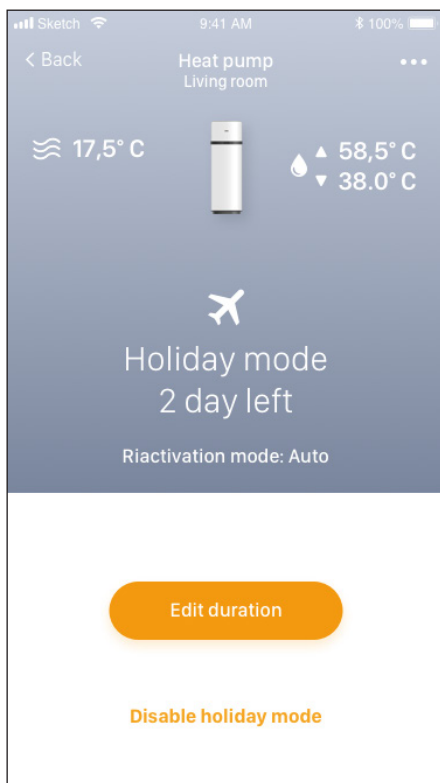 Sketch 9:41 AM 100%
< Back Heat pump
Living room
17,5° C
▲ 58,5° C
▼ 38.0° C
Holiday mode
2 day left
Riactivation mode: Auto
Edit duration
Disable holiday mode